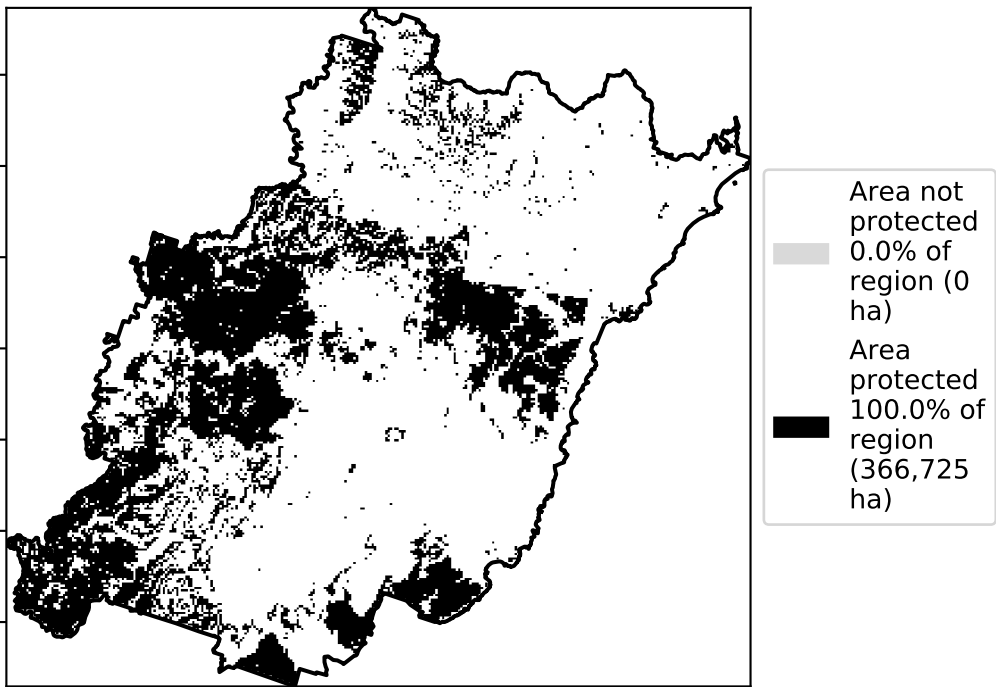 Area not
protected
0.0% of
region (0
ha)
Area
protected
100.0% of
region
(366,725
ha)